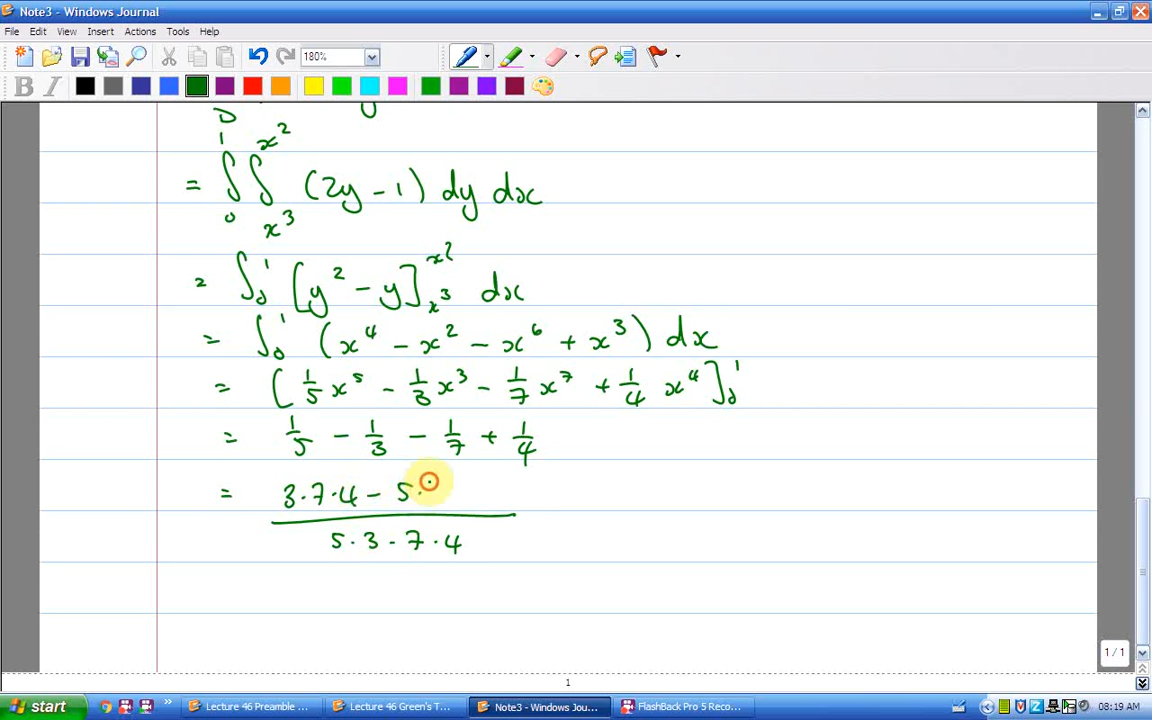 Note3 - Windows Journal
File Edit View Insert Actions Tools Help
180%
B I
D y
= ∫₀¹ ∫_{x³}^{x²} (2y − 1) dy dx
= ∫₀¹ [y² − y]_{x³}^{x²} dx
= ∫₀¹ (x⁴ − x² − x⁶ + x³) dx
= [1/5 x⁵ − 1/3 x³ − 1/7 x⁷ + 1/4 x⁴]₀¹
= 1/5 − 1/3 − 1/7 + 1/4
= 3·7·4 − 5·
5·3·7·4
1/1
1
start » Lecture 46 Preamble ... Lecture 46 Green's T... Note3 - Windows Jou... FlashBack Pro 5 Reco... 08:19 AM